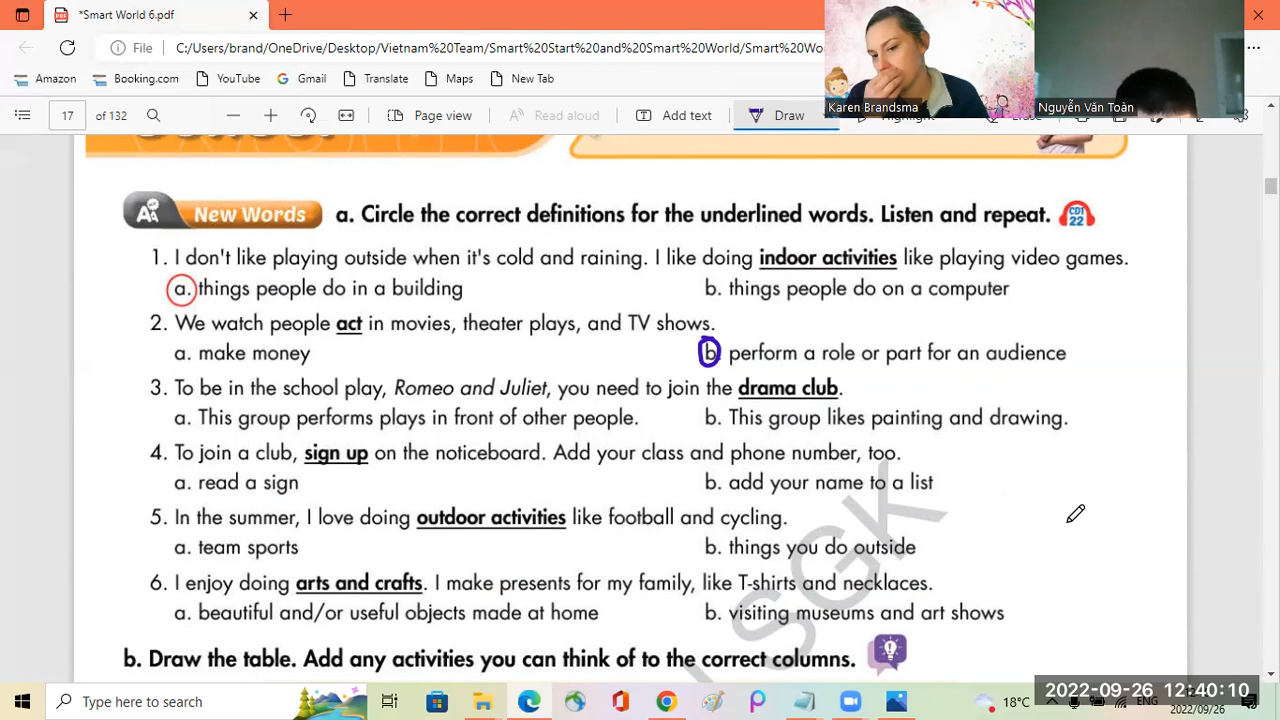 *Smart World 6.pdf
File
C:/Users/brand/OneDrive/Desktop/Vietnam%20Team/Smart%20Start%20and%20Smart%20World/Smart%20Wo
Amazon Booking.com YouTube Gmail Translate Maps New Tab
Karen Brandsma
Nguyễn Văn Toàn
17 of 132 Page view Read aloud Add text Draw Highlight
New Words a. Circle the correct definitions for the underlined words. Listen and repeat. CD1 22
1. I don't like playing outside when it's cold and raining. I like doing indoor activities like playing video games.
a. things people do in a building b. things people do on a computer
2. We watch people act in movies, theater plays, and TV shows.
a. make money b. perform a role or part for an audience
3. To be in the school play, Romeo and Juliet, you need to join the drama club.
a. This group performs plays in front of other people. b. This group likes painting and drawing.
4. To join a club, sign up on the noticeboard. Add your class and phone number, too.
a. read a sign b. add your name to a list
5. In the summer, I love doing outdoor activities like football and cycling.
a. team sports b. things you do outside
6. I enjoy doing arts and crafts. I make presents for my family, like T-shirts and necklaces.
a. beautiful and/or useful objects made at home b. visiting museums and art shows
SGK
b. Draw the table. Add any activities you can think of to the correct columns.
Type here to search
18°C
ENG
2022-09-26 12:40:10
2022/09/26